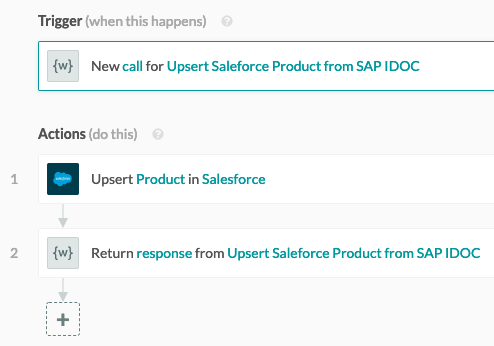 Trigger (when this happens) ?
{w} New call for Upsert Saleforce Product from SAP IDOC
Actions (do this) ?
1 salesforce Upsert Product in Salesforce
2 {w} Return response from Upsert Saleforce Product from SAP IDOC
+